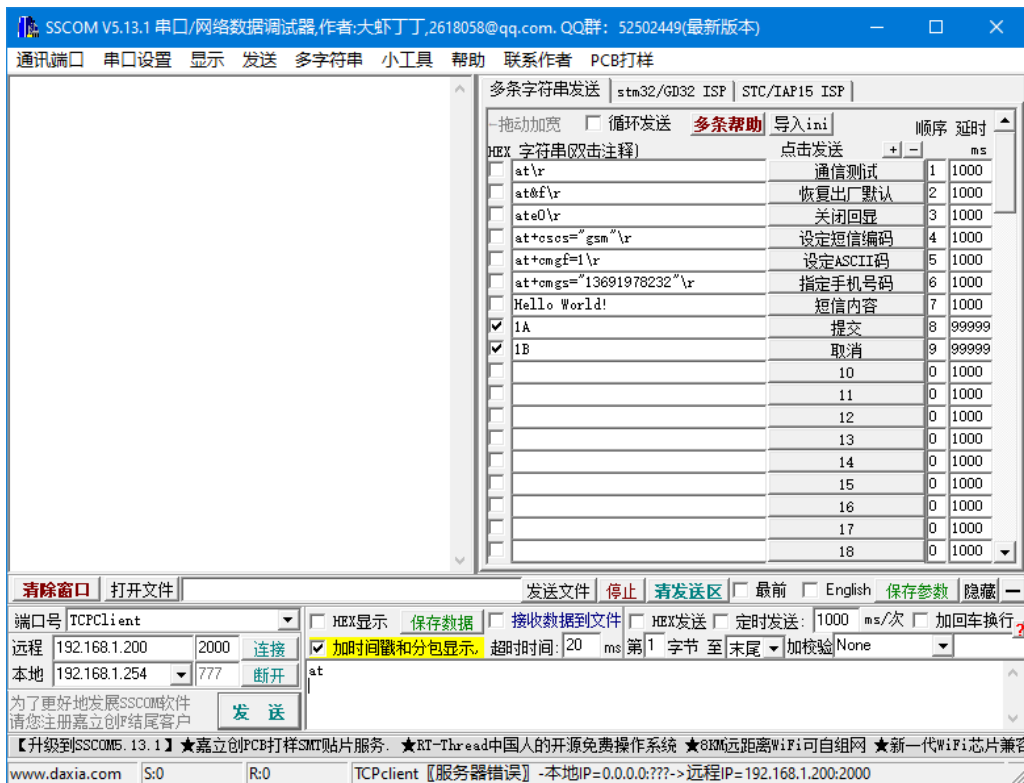 SSCOM V5.13.1 串口/网络数据调试器,作者:大虾丁丁,2618058@qq.com. QQ群: 52502449(最新版本)
通讯端口 串口设置 显示 发送 多字符串 小工具 帮助 联系作者 PCB打样
多条字符串发送 stm32/GD32 ISP STC/IAP15 ISP
←拖动加宽 循环发送 多条帮助 导入ini 顺序 延时
HEX 字符串(双击注释) 点击发送 + − ms
at\r 通信测试 1 1000
at&f\r 恢复出厂默认 2 1000
ate0\r 关闭回显 3 1000
at+cscs="gsm"\r 设定短信编码 4 1000
at+cmgf=1\r 设定ASCII码 5 1000
at+cmgs="13691978232"\r 指定手机号码 6 1000
Hello World! 短信内容 7 1000
1A 提交 8 99999
1B 取消 9 99999
10 0 1000
11 0 1000
12 0 1000
13 0 1000
14 0 1000
15 0 1000
16 0 1000
17 0 1000
18 0 1000
清除窗口 打开文件 发送文件 停止 清发送区 最前 English 保存参数 隐藏 —
端口号 TCPClient HEX显示 保存数据 接收数据到文件 HEX发送 定时发送: 1000 ms/次 加回车换行 ?
远程 192.168.1.200 2000 连接 加时间戳和分包显示, 超时时间: 20 ms 第 1 字节 至 末尾 加校验 None
本地 192.168.1.254 777 断开 at
为了更好地发展SSCOM软件
请您注册嘉立创F结尾客户 发 送
【升级到SSCOM5.13.1】★嘉立创PCB打样SMT贴片服务. ★RT-Thread中国人的开源免费操作系统 ★8KM远距离WiFi可自组网 ★新一代WiFi芯片兼容
www.daxia.com S:0 R:0 TCPclient〖服务器错误〗-本地IP=0.0.0.0:???->远程IP=192.168.1.200:2000